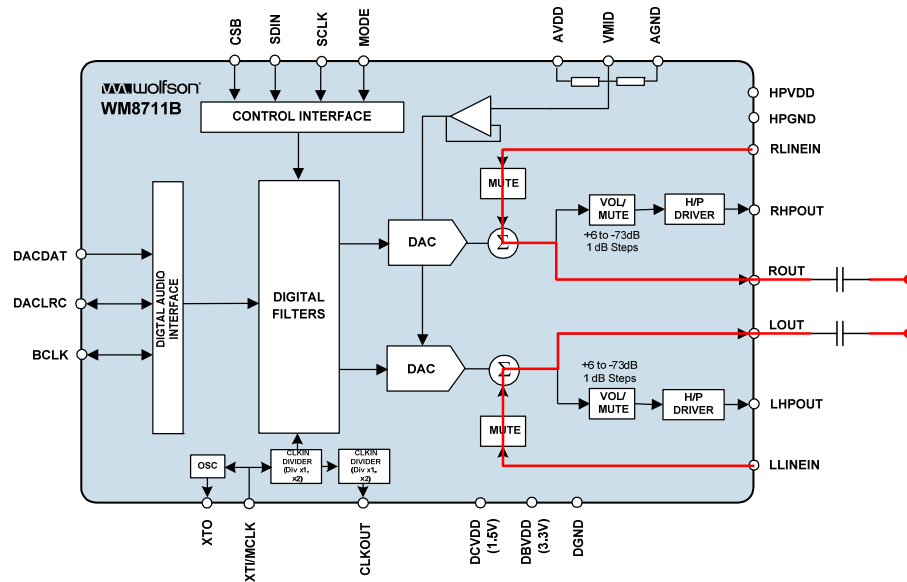 CSB
SDIN
SCLK
MODE
AVDD
VMID
AGND
wolfson
WM8711B
CONTROL INTERFACE
HPVDD
HPGND
RLINEIN
MUTE
VOL/
MUTE
H/P
DRIVER
RHPOUT
+6 to -73dB
1 dB Steps
DAC
Σ
ROUT
DACDAT
DACLRC
BCLK
DIGTAL AUDIO
INTERFACE
DIGITAL
FILTERS
LOUT
DAC
Σ
+6 to -73dB
1 dB Steps
VOL/
MUTE
H/P
DRIVER
LHPOUT
MUTE
LLINEIN
OSC
CLKIN
DIVIDER
(Div x1,
x2)
CLKIN
DIVIDER
(Div x1,
x2)
XTO
XTI/MCLK
CLKOUT
DCVDD
(1.5V)
DBVDD
(3.3V)
DGND